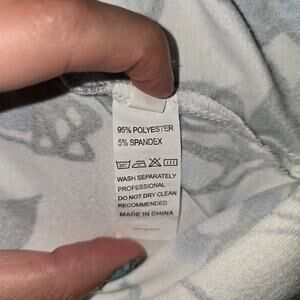 95% POLYESTER
5% SPANDEX
WASH SEPARATELY
PROFESSIONAL
DO NOT DRY CLEAN
RECOMMENDED
MADE IN CHINA